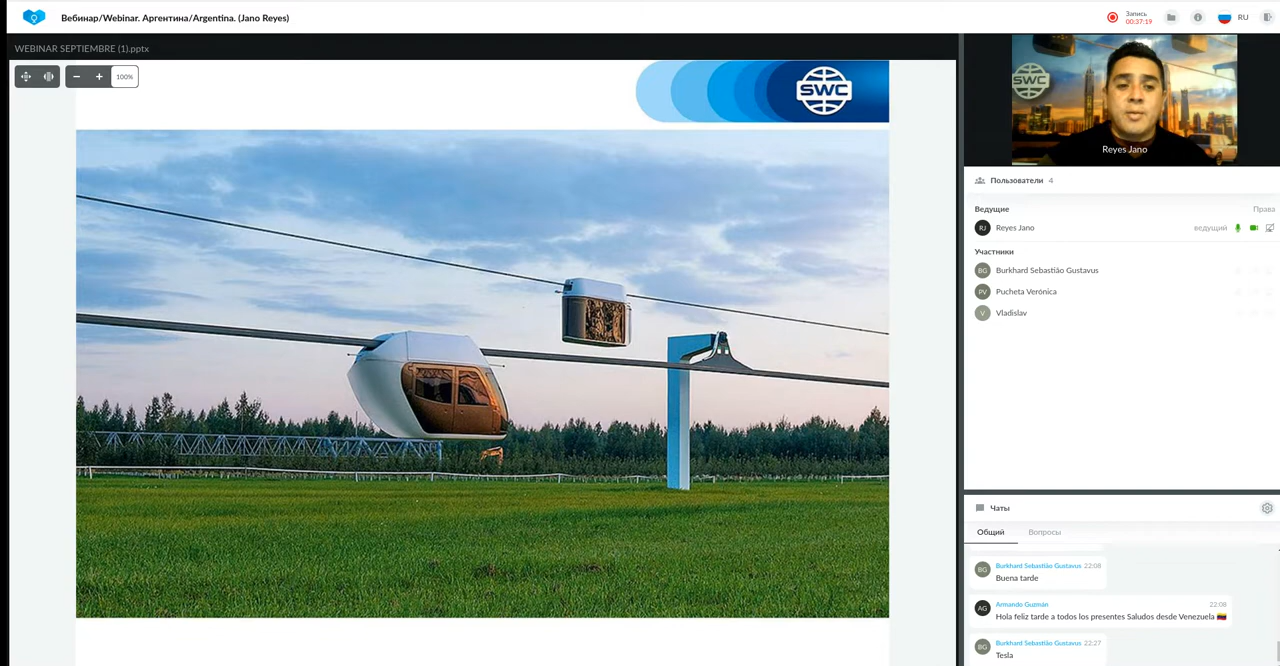 Вебинар/Webinar. Аргентина/Argentina. (Jano Reyes)
Запись
00:37:19
RU
WEBINAR SEPTIEMBRE (1).pptx
100%
SWC
SWC
Reyes Jano
Пользователи 4
Ведущие Права
RJ Reyes Jano ведущий
Участники
BG Burkhard Sebastião Gustavus
PV Pucheta Verónica
V Vladislav
Чаты
Общий Вопросы
BG Burkhard Sebastião Gustavus 22:08
Buena tarde
AG Armando Guzmán 22:08
Hola feliz tarde a todos los presentes Saludos desde Venezuela 🇻🇪
BG Burkhard Sebastião Gustavus 22:27
Tesla